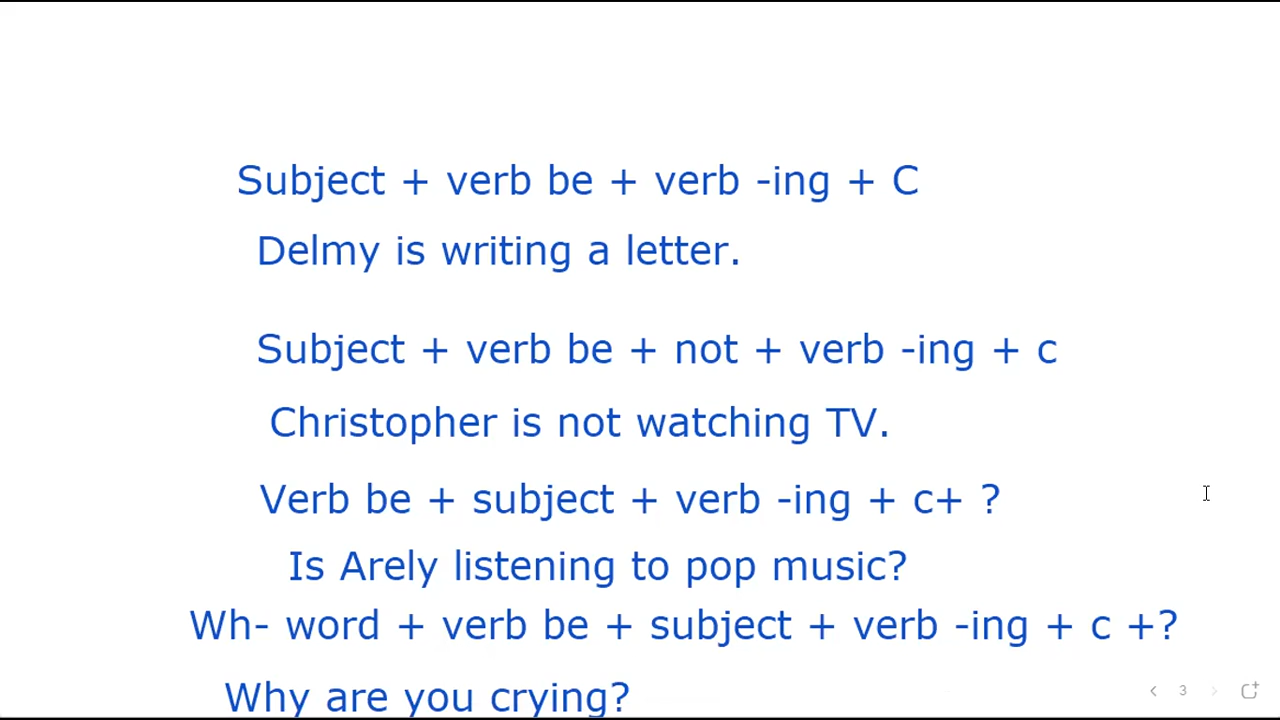 Subject + verb be + verb -ing + C
Delmy is writing a letter.
Subject + verb be + not + verb -ing + c
Christopher is not watching TV.
Verb be + subject + verb -ing + c+ ?
Is Arely listening to pop music?
Wh- word + verb be + subject + verb -ing + c +?
Why are you crying?
3